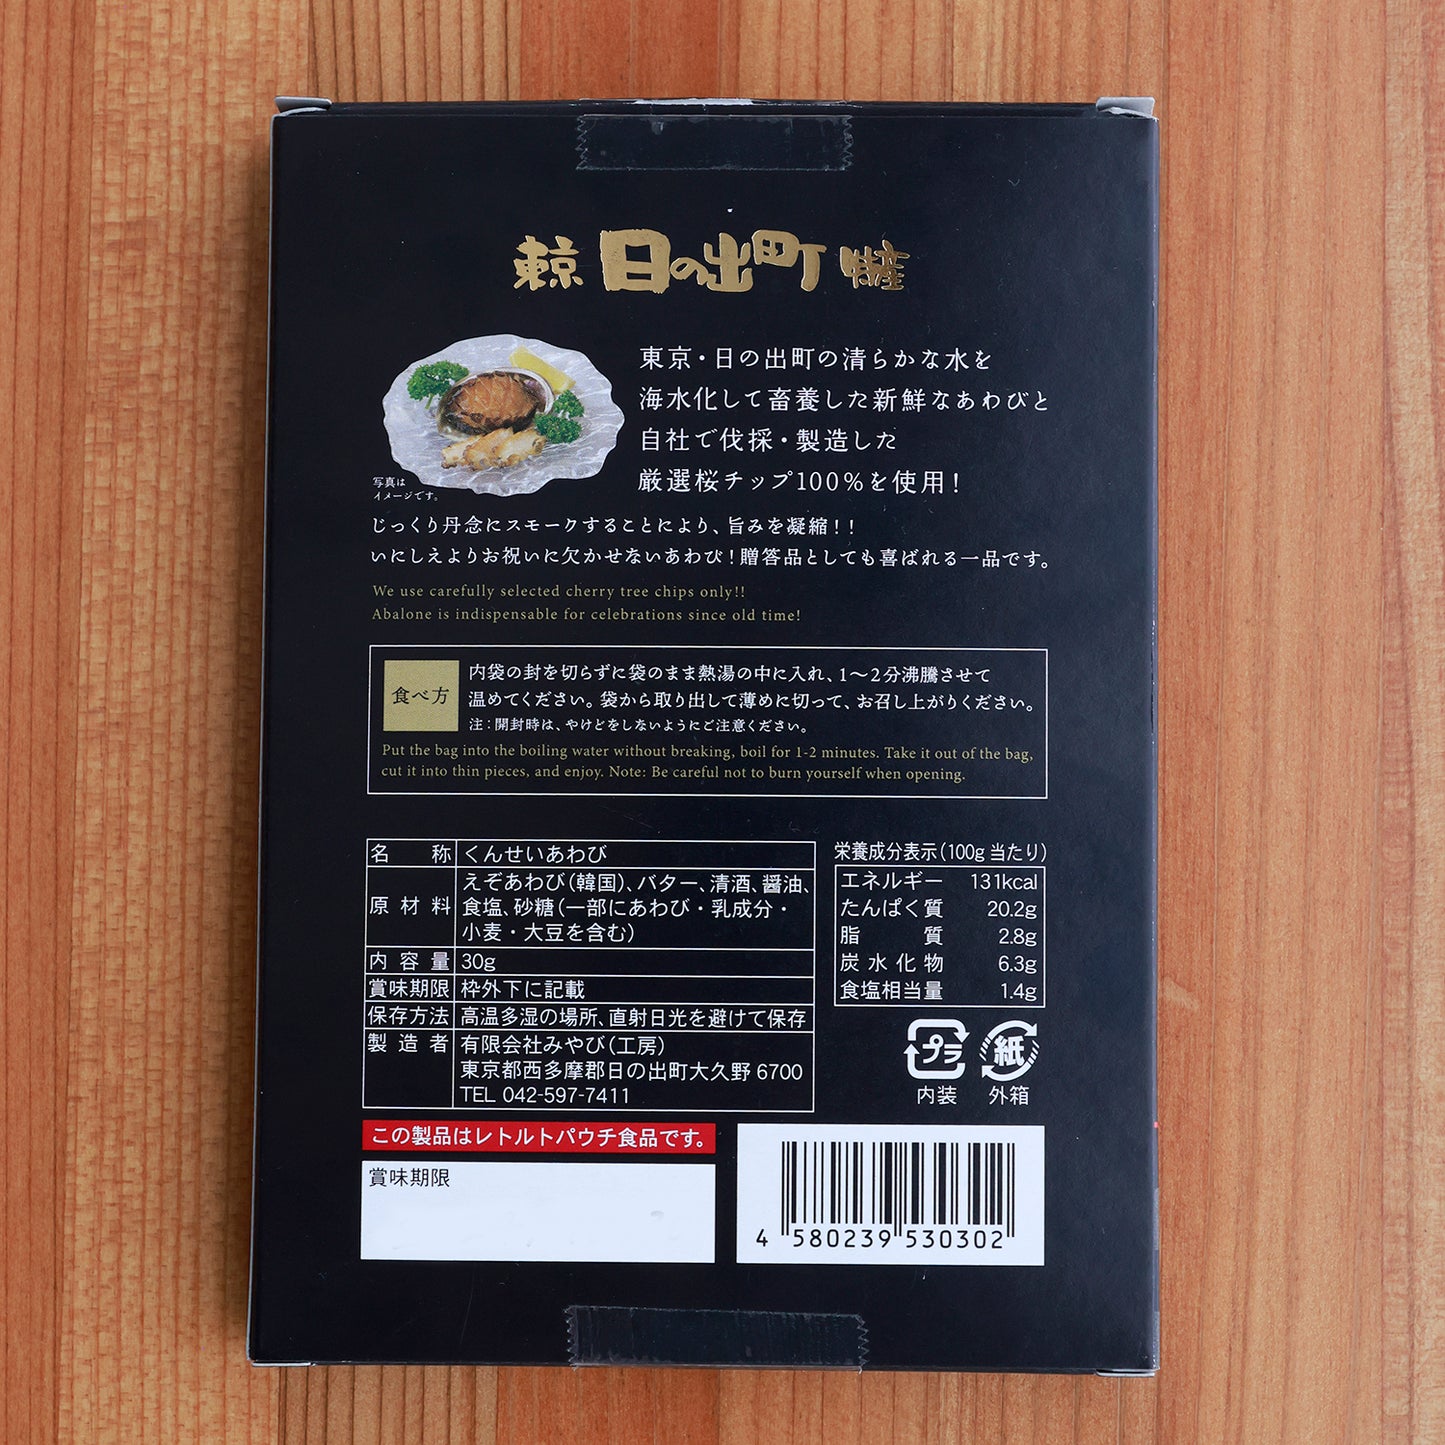 東京 日の出町 特産
東京・日の出町の清らかな水を
海水化して畜養した新鮮なあわびと
自社で伐採・製造した
厳選桜チップ100%を使用!
写真は
イメージです。
じっくり丹念にスモークすることにより、旨みを凝縮!!
いにしえよりお祝いに欠かせないあわび!贈答品としても喜ばれる一品です。
We use carefully selected cherry tree chips only!!
Abalone is indispensable for celebrations since old time!
食べ方
内袋の封を切らずに袋のまま熱湯の中に入れ、1〜2分沸騰させて
温めてください。袋から取り出して薄めに切って、お召し上がりください。
注:開封時は、やけどをしないようにご注意ください。
Put the bag into the boiling water without breaking, boil for 1-2 minutes. Take it out of the bag,
cut it into thin pieces, and enjoy. Note: Be careful not to burn yourself when opening.
名称 くんせいあわび
原材料 えぞあわび(韓国)、バター、清酒、醤油、
食塩、砂糖(一部にあわび・乳成分・
小麦・大豆を含む)
内容量 30g
賞味期限 枠外下に記載
保存方法 高温多湿の場所、直射日光を避けて保存
製造者 有限会社みやび(工房)
東京都西多摩郡日の出町大久野 6700
TEL 042-597-7411
栄養成分表示(100g 当たり)
エネルギー 131kcal
たんぱく質 20.2g
脂質 2.8g
炭水化物 6.3g
食塩相当量 1.4g
プラ 紙
内装 外箱
この製品はレトルトパウチ食品です。
賞味期限
4 580239 530302